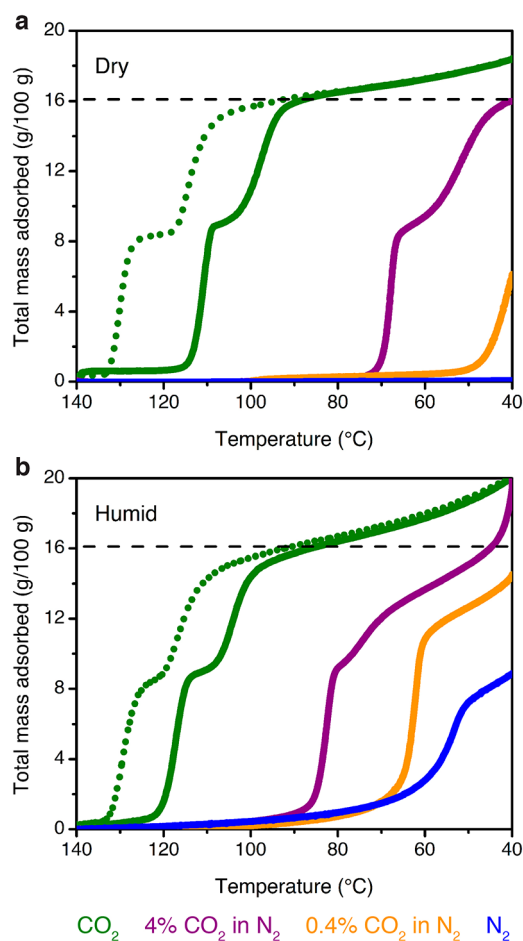 a
Dry
20
16
12
8
4
0
Total mass adsorbed (g/100 g)
140 120 100 80 60 40
Temperature (°C)
b
Humid
20
16
12
8
4
0
Total mass adsorbed (g/100 g)
140 120 100 80 60 40
Temperature (°C)
CO₂ 4% CO₂ in N₂ 0.4% CO₂ in N₂ N₂